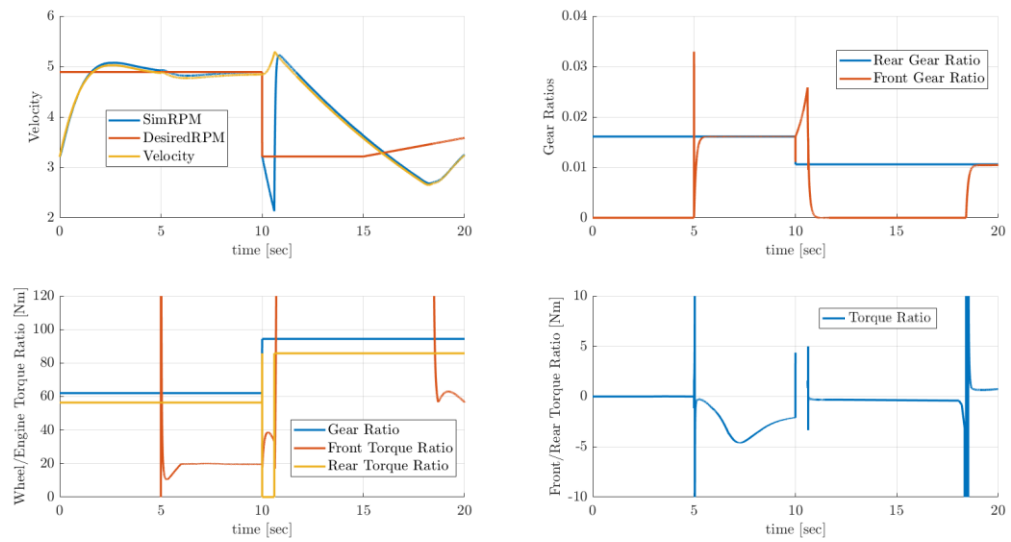 6
5
4
3
2
Velocity
SimRPM
DesiredRPM
Velocity
0 5 10 15 20
time [sec]
0.04
0.03
0.02
0.01
0
Gear Ratios
Rear Gear Ratio
Front Gear Ratio
0 5 10 15 20
time [sec]
120
100
80
60
40
20
0
Wheel/Engine Torque Ratio [Nm]
Gear Ratio
Front Torque Ratio
Rear Torque Ratio
0 5 10 15 20
time [sec]
10
5
0
-5
-10
Front/Rear Torque Ratio [Nm]
Torque Ratio
0 5 10 15 20
time [sec]